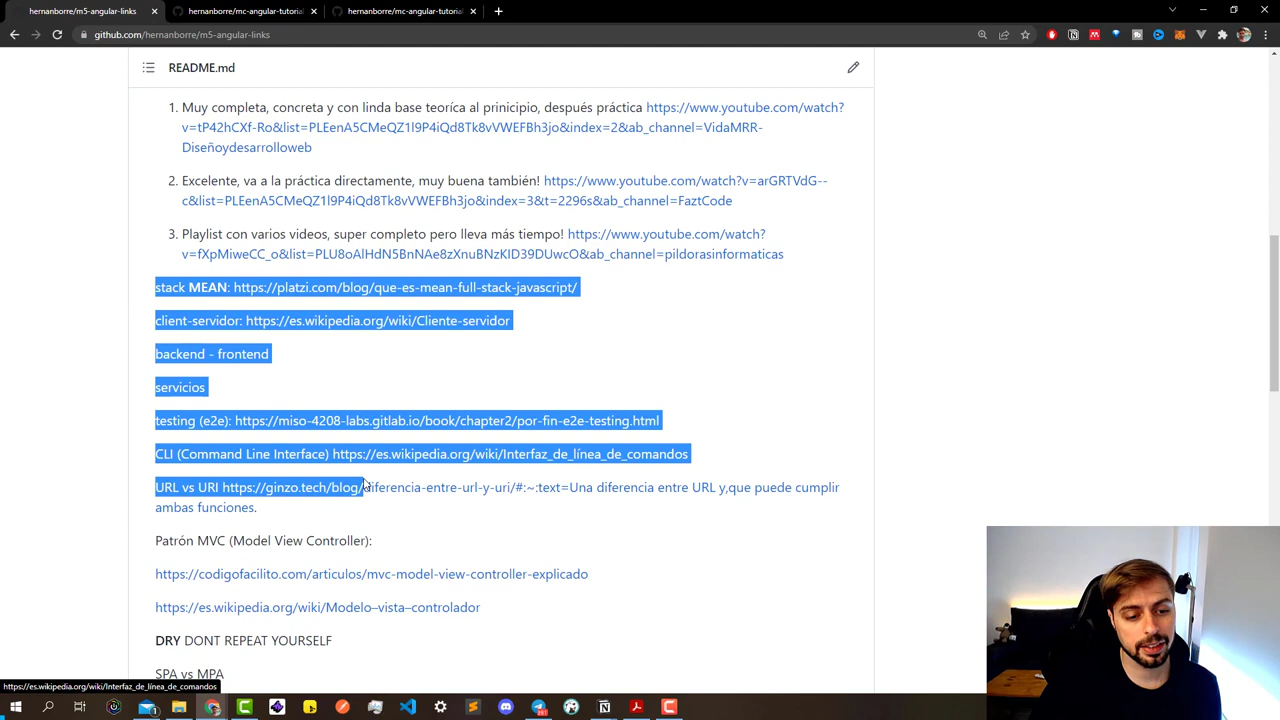 hernanborre/m5-angular-links
hernanborre/mc-angular-tutorial
hernanborre/mc-angular-tutorial
github.com/hernanborre/m5-angular-links
README.md
1. Muy completa, concreta y con linda base teoríca al prinicipio, después práctica https://www.youtube.com/watch?
v=tP42hCXf-Ro&list=PLEenA5CMeQZ1l9P4iQd8Tk8vVWEFBh3jo&index=2&ab_channel=VidaMRR-
Diseñoydesarrolloweb
2. Excelente, va a la práctica directamente, muy buena también! https://www.youtube.com/watch?v=arGRTVdG--
c&list=PLEenA5CMeQZ1l9P4iQd8Tk8vVWEFBh3jo&index=3&t=2296s&ab_channel=FaztCode
3. Playlist con varios videos, super completo pero lleva más tiempo! https://www.youtube.com/watch?
v=fXpMiweCC_o&list=PLU8oAlHdN5BnNAe8zXnuBNzKID39DUwcO&ab_channel=pildorasinformaticas
stack MEAN: https://platzi.com/blog/que-es-mean-full-stack-javascript/
client-servidor: https://es.wikipedia.org/wiki/Cliente-servidor
backend - frontend
servicios
testing (e2e): https://miso-4208-labs.gitlab.io/book/chapter2/por-fin-e2e-testing.html
CLI (Command Line Interface) https://es.wikipedia.org/wiki/Interfaz_de_línea_de_comandos
URL vs URI https://ginzo.tech/blog/diferencia-entre-url-y-uri/#:~:text=Una diferencia entre URL y,que puede cumplir
ambas funciones.
Patrón MVC (Model View Controller):
https://codigofacilito.com/articulos/mvc-model-view-controller-explicado
https://es.wikipedia.org/wiki/Modelo–vista–controlador
DRY DONT REPEAT YOURSELF
SPA vs MPA
https://es.wikipedia.org/wiki/Interfaz_de_línea_de_comandos